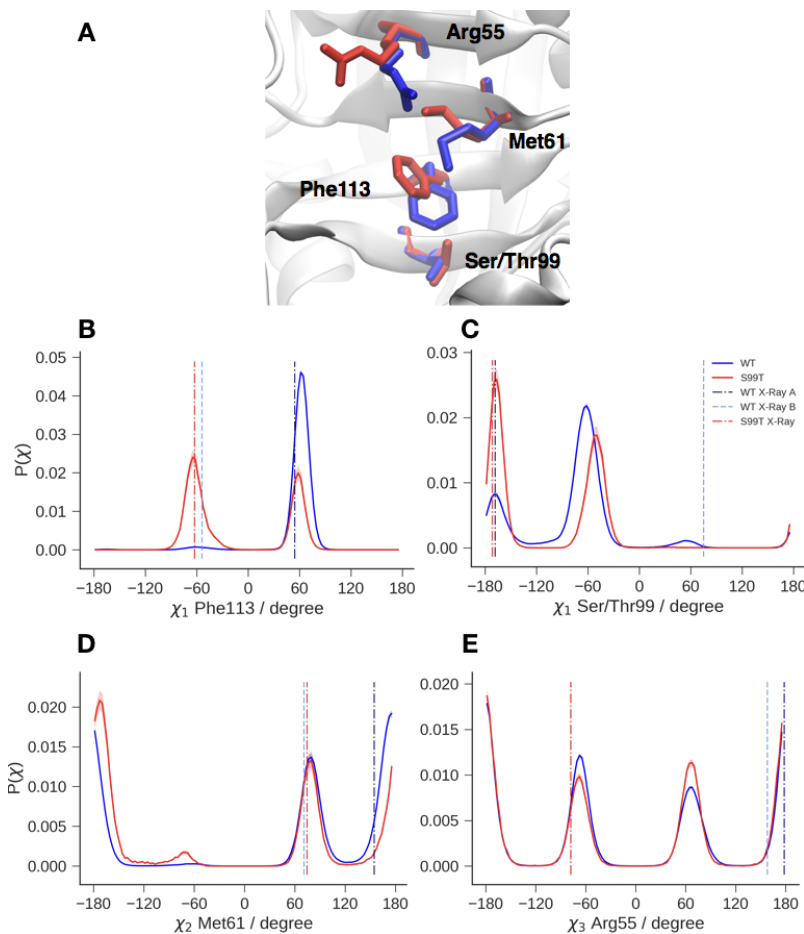 A
Arg55
Met61
Phe113
Ser/Thr99
B
0.05
0.04
0.03
0.02
0.01
0.00
P(χ)
−180 −120 −60 0 60 120 180
χ1 Phe113 / degree
C
0.03
0.02
0.01
0.00
WT
S99T
WT X-Ray A
WT X-Ray B
S99T X-Ray
−180 −120 −60 0 60 120 180
χ1 Ser/Thr99 / degree
D
0.020
0.015
0.010
0.005
0.000
P(χ)
−180 −120 −60 0 60 120 180
χ2 Met61 / degree
E
0.020
0.015
0.010
0.005
0.000
−180 −120 −60 0 60 120 180
χ3 Arg55 / degree